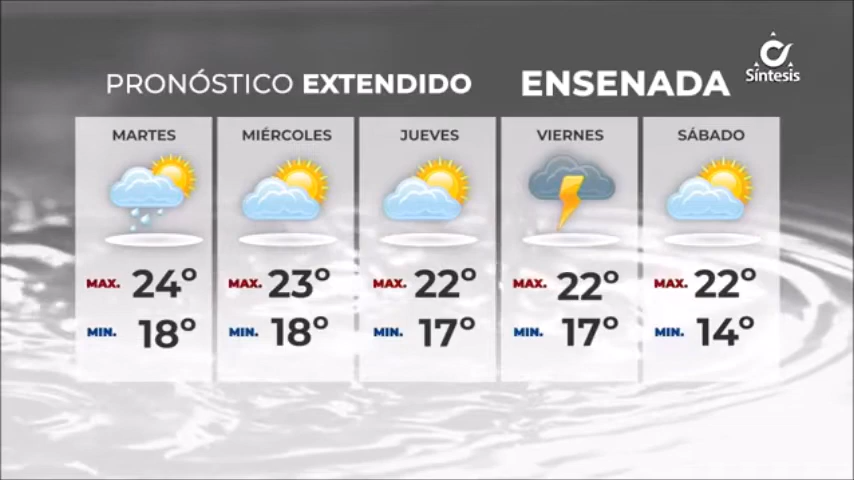 PRONÓSTICO EXTENDIDO
ENSENADA
Síntesis
MARTES
MAX. 24°
MIN. 18°
MIÉRCOLES
MAX. 23°
MIN. 18°
JUEVES
MAX. 22°
MIN. 17°
VIERNES
MAX. 22°
MIN. 17°
SÁBADO
MAX. 22°
MIN. 14°